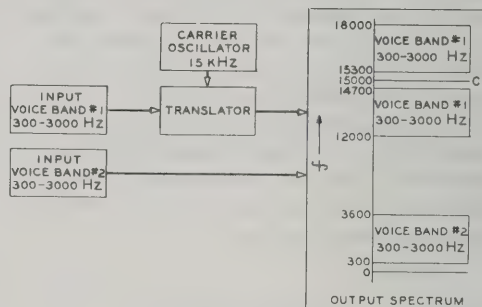 CARRIER
OSCILLATOR
15 KHz
INPUT
VOICE BAND #1
300-3000 Hz
TRANSLATOR
INPUT
VOICE BAND #2
300-3000 Hz
f
18000
VOICE BAND #1
300-3000 Hz
15300
15000
C
14700
VOICE BAND #1
300-3000 Hz
12000
3600
VOICE BAND #2
300-3000 Hz
300
0
OUTPUT SPECTRUM